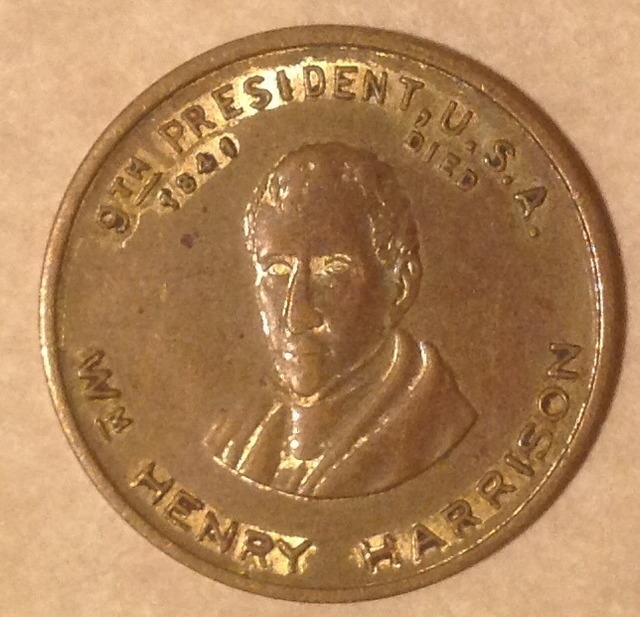 9TH PRESIDENT, U.S.A.
1841 DIED
WM HENRY HARRISON